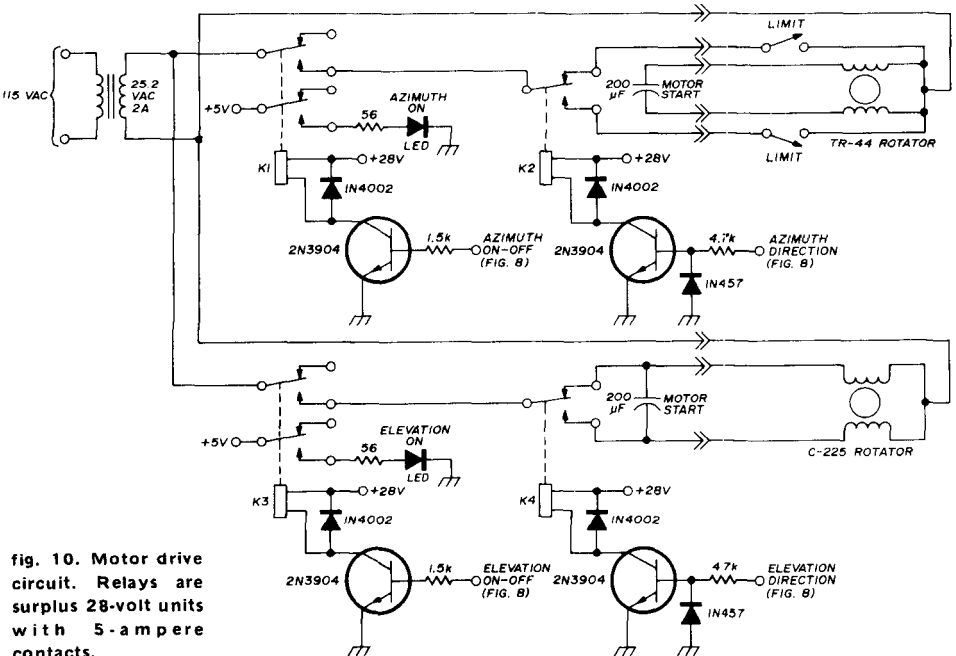 115 VAC
25.2
VAC
2A
+5V
56
AZIMUTH
ON
LED
K1
+28V
1N4002
2N3904
1.5k
AZIMUTH
ON-OFF
(FIG. 8)
K2
+28V
1N4002
2N3904
4.7k
AZIMUTH
DIRECTION
(FIG. 8)
1N457
LIMIT
200
µF
MOTOR
START
LIMIT
TR-44 ROTATOR
+5V
56
ELEVATION
ON
LED
K3
+28V
1N4002
2N3904
1.5k
ELEVATION
ON-OFF
(FIG. 8)
K4
+28V
1N4002
2N3904
47k
ELEVATION
DIRECTION
(FIG. 8)
1N457
200
µF
MOTOR
START
C-225 ROTATOR
fig. 10. Motor drive
circuit. Relays are
surplus 28-volt units
with 5-ampere
contacts.